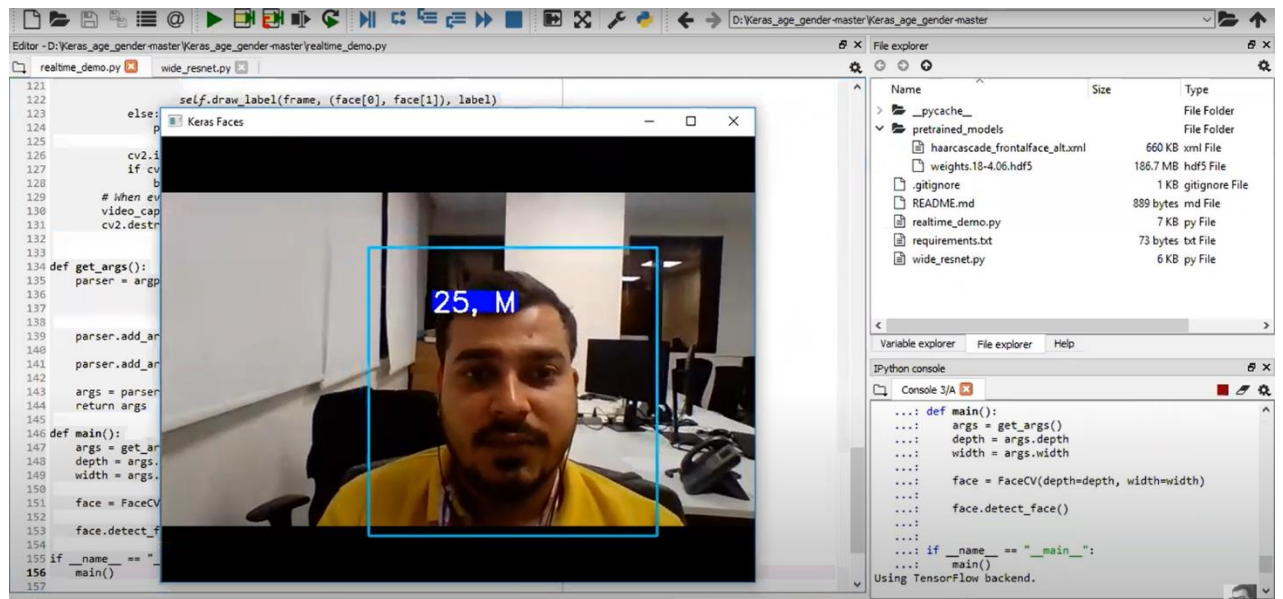 D:\Keras_age_gender-master\Keras_age_gender-master
Editor - D:\Keras_age_gender-master\Keras_age_gender-master\realtime_demo.py
realtime_demo.py
wide_resnet.py
121
122 self.draw_label(frame, (face[0], face[1]), label)
123 else:
124 p
125
126 cv2.i
127 if cv
128 b
129 # When ev
130 video_cap
131 cv2.destr
132
133
134 def get_args():
135 parser = argp
136
137
138
139 parser.add_ar
140
141 parser.add_ar
142
143 args = parser
144 return args
145
146 def main():
147 args = get_ar
148 depth = args.
149 width = args.
150
151 face = FaceCV
152
153 face.detect_f
154
155 if __name__ == "_
156 main()
157
Keras Faces
25, M
File explorer
Name Size Type
__pycache__ File Folder
pretrained_models File Folder
haarcascade_frontalface_alt.xml 660 KB xml File
weights.18-4.06.hdf5 186.7 MB hdf5 File
.gitignore 1 KB gitignore File
README.md 889 bytes md File
realtime_demo.py 7 KB py File
requirements.txt 73 bytes txt File
wide_resnet.py 6 KB py File
Variable explorer File explorer Help
IPython console
Console 3/A
...: def main():
...: args = get_args()
...: depth = args.depth
...: width = args.width
...:
...: face = FaceCV(depth=depth, width=width)
...:
...: face.detect_face()
...:
...:
...: if __name__ == "__main__":
...: main()
Using TensorFlow backend.